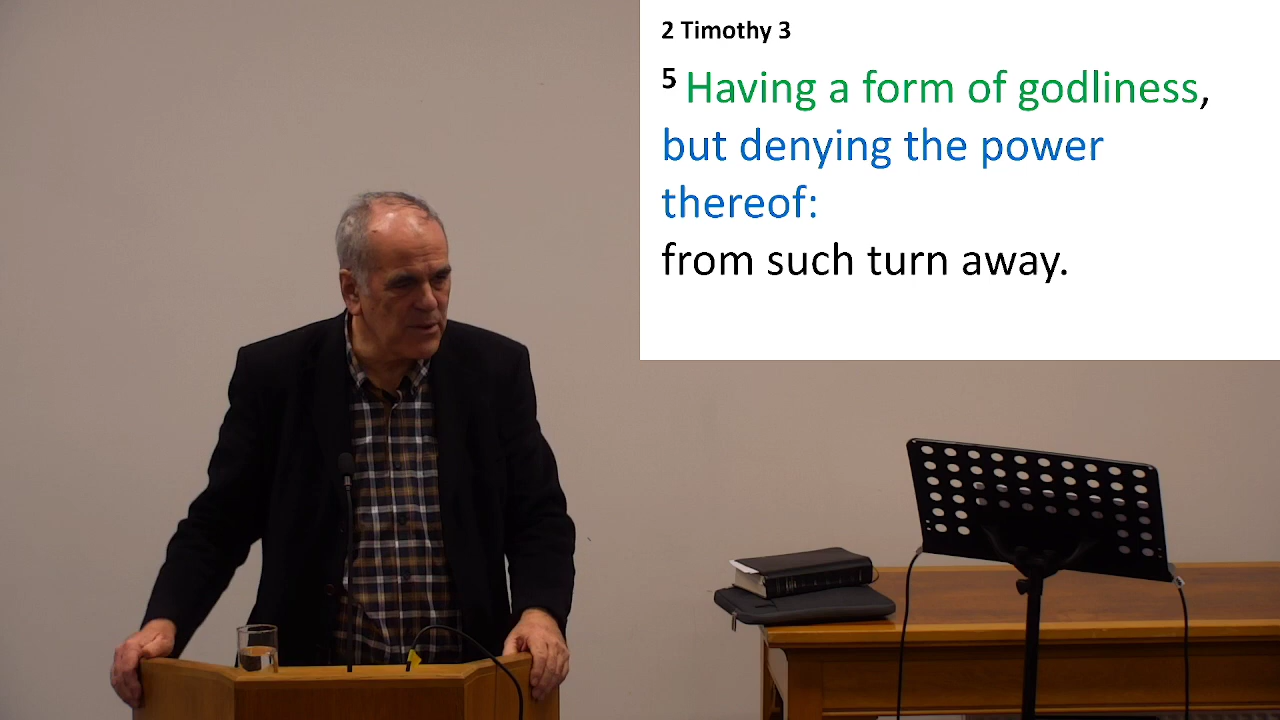 2 Timothy 3
5 Having a form of godliness,
but denying the power
thereof:
from such turn away.